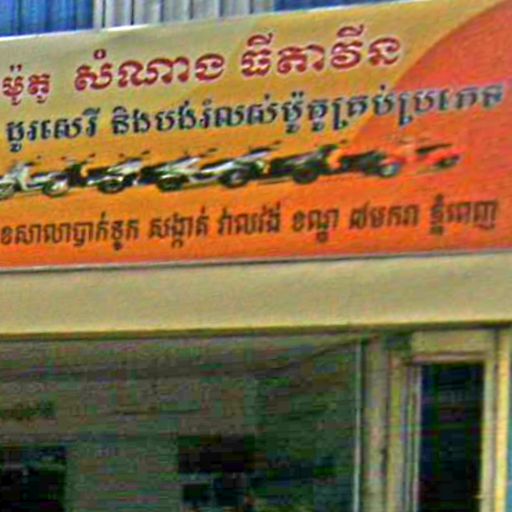 ម៉ូតូ សំណាង ធីតាវីន
ដូរសេរី និងបង់រំលស់ម៉ូតូគ្រប់ប្រភេទ
ខសាលាបាក់ទូក សង្កាត់ វាលវង់ ខណ្ឌ ៧មករា ភ្នំពេញ